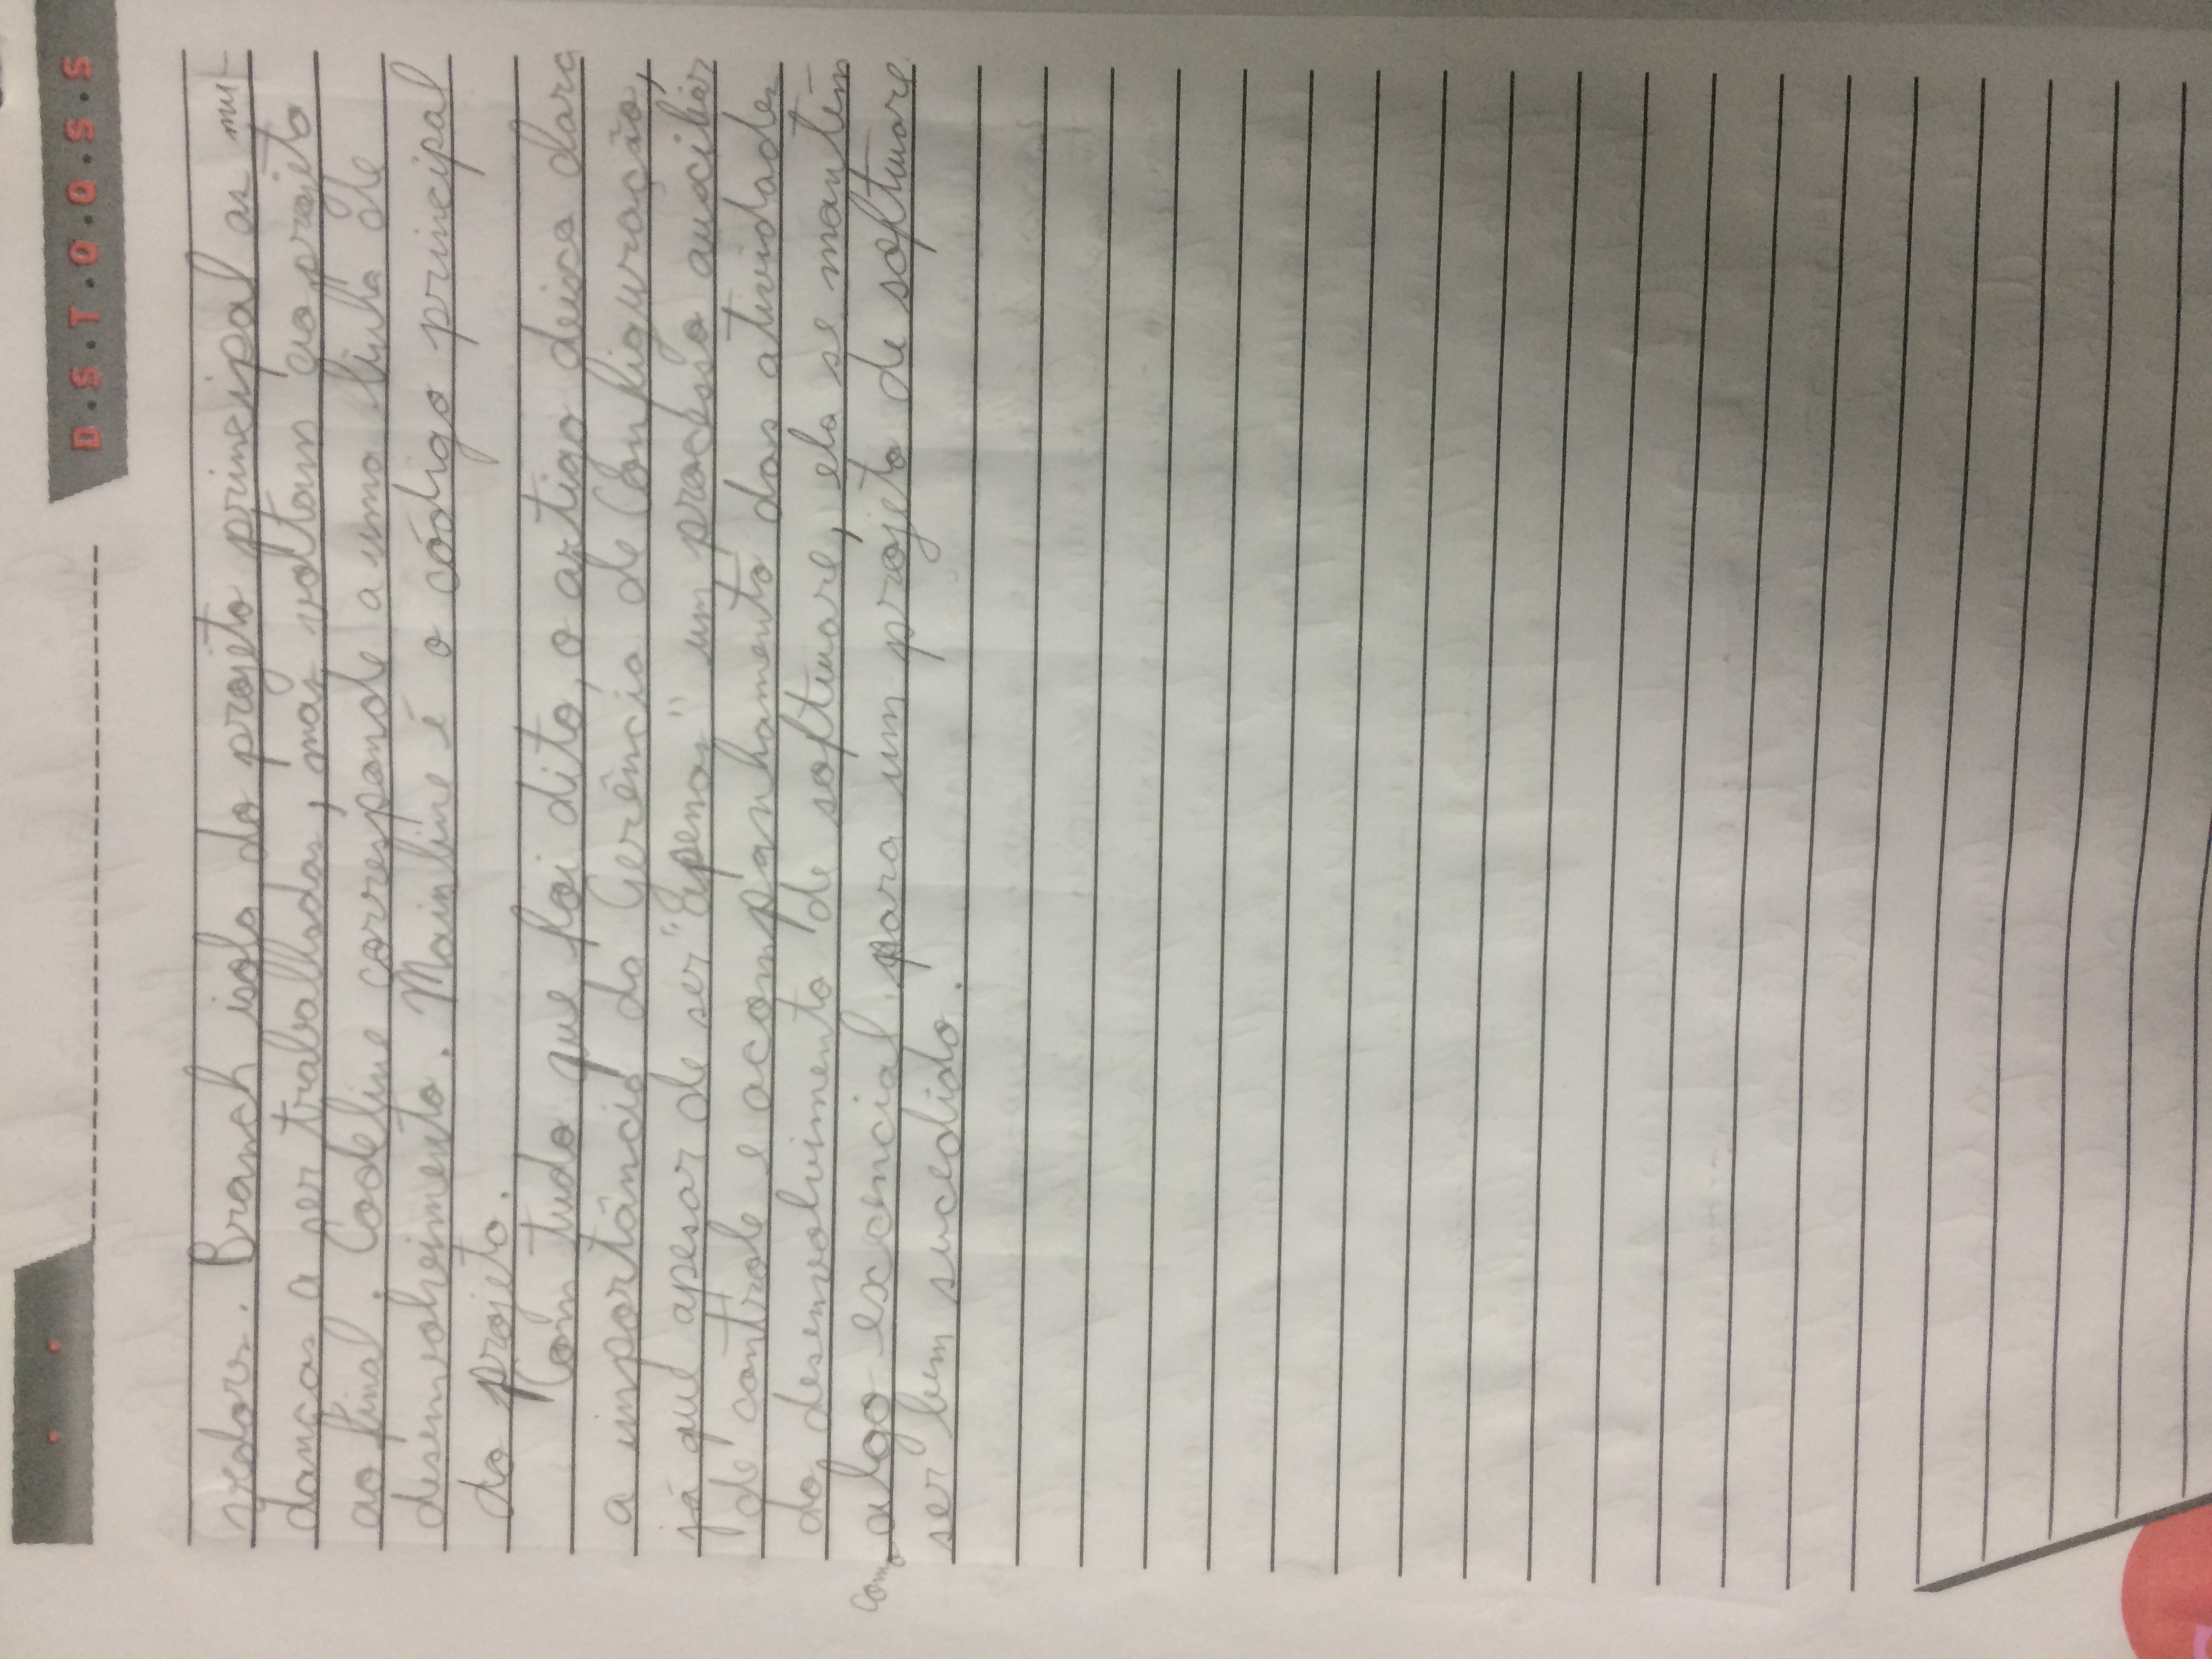 D.S.T.Q.Q.S.S
vedores. Branch isola do projeto principal as mu-
danças a ser trabalhadas, mas voltam ao projeto
ao final. Codeline corresponde a uma linha de
desenvolvimento. Mainline é o código principal
do projeto.
Com tudo que foi dito, o artigo deixa claro
a importância da Gerência de Configuração,
já que apesar de ser "apenas" um processo auxiliar
de controle e acompanhamento das atividades
do desenvolvimento de software, ela se mantém
como algo excencial para um projeto de software
ser bem sucedido.